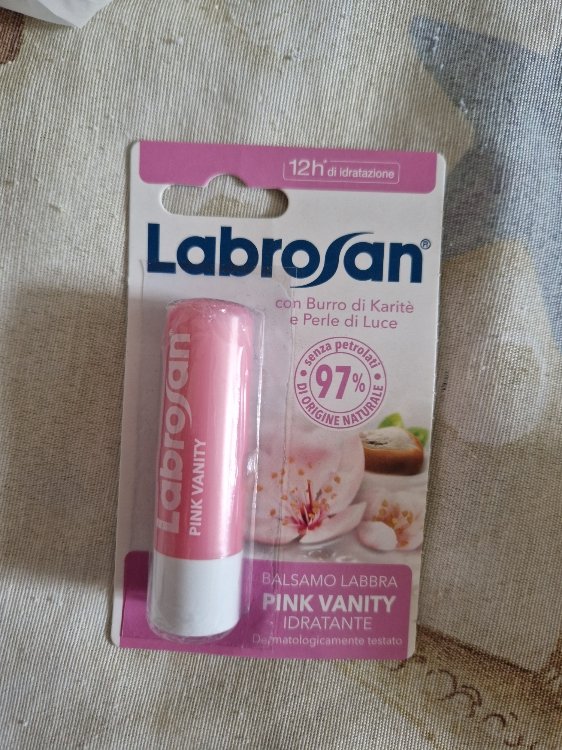 12h* di idratazione
Labrosan®
con Burro di Karitè
e Perle di Luce
senza petrolati
97%
DI ORIGINE NATURALE
Labrosan
PINK VANITY
BALSAMO LABBRA
PINK VANITY
IDRATANTE
Dermatologicamente testato